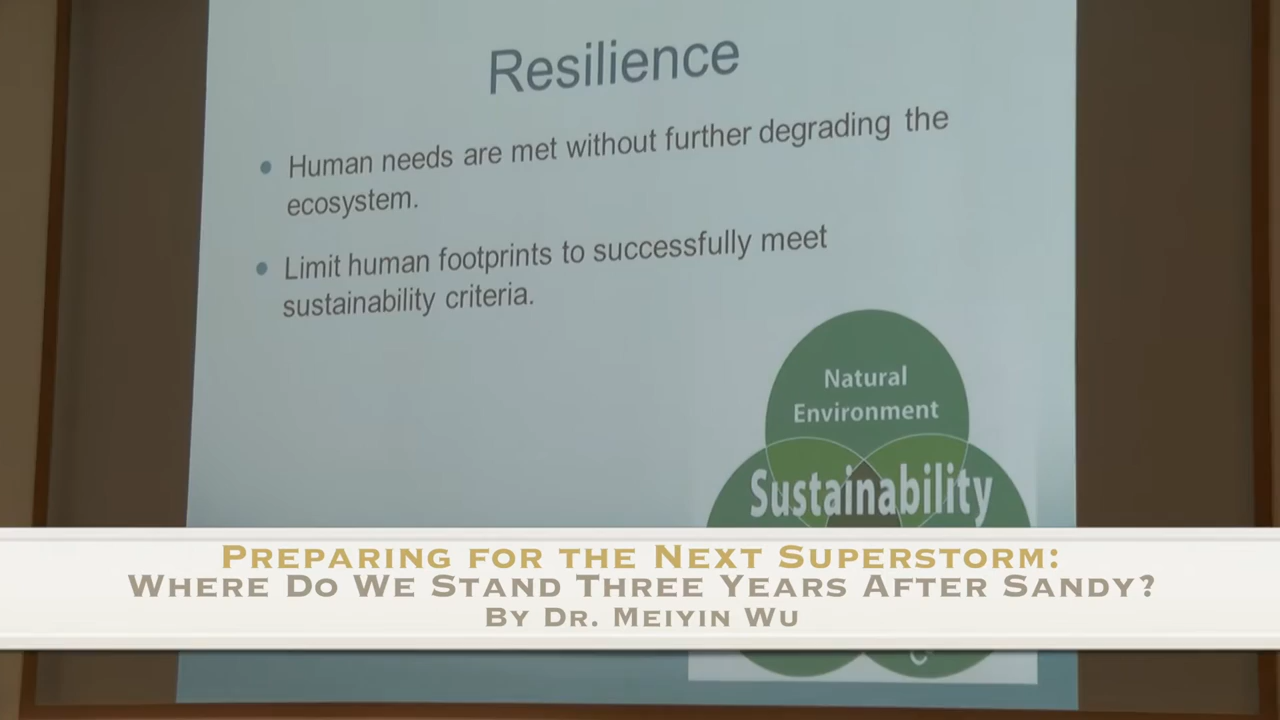 Resilience
Human needs are met without further degrading the
ecosystem.
Limit human footprints to successfully meet
sustainability criteria.
Natural
Environment
Sustainability
Preparing for the Next Superstorm:
Where Do We Stand Three Years After Sandy?
By Dr. Meiyin Wu